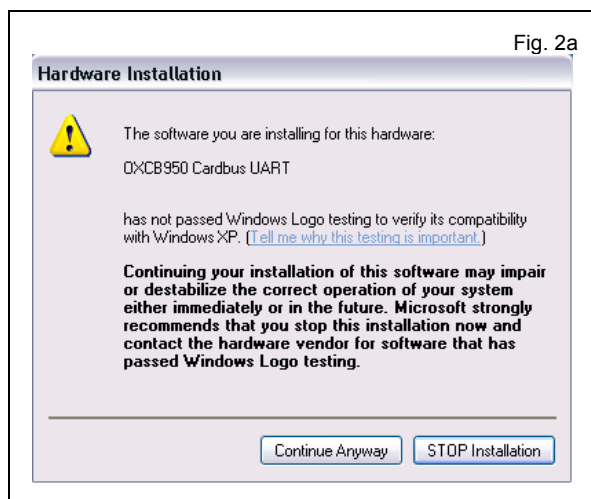 Fig. 2a
Hardware Installation
The software you are installing for this hardware:
OXCB950 Cardbus UART
has not passed Windows Logo testing to verify its compatibility
with Windows XP. (Tell me why this testing is important.)
Continuing your installation of this software may impair
or destabilize the correct operation of your system
either immediately or in the future. Microsoft strongly
recommends that you stop this installation now and
contact the hardware vendor for software that has
passed Windows Logo testing.
Continue Anyway
STOP Installation